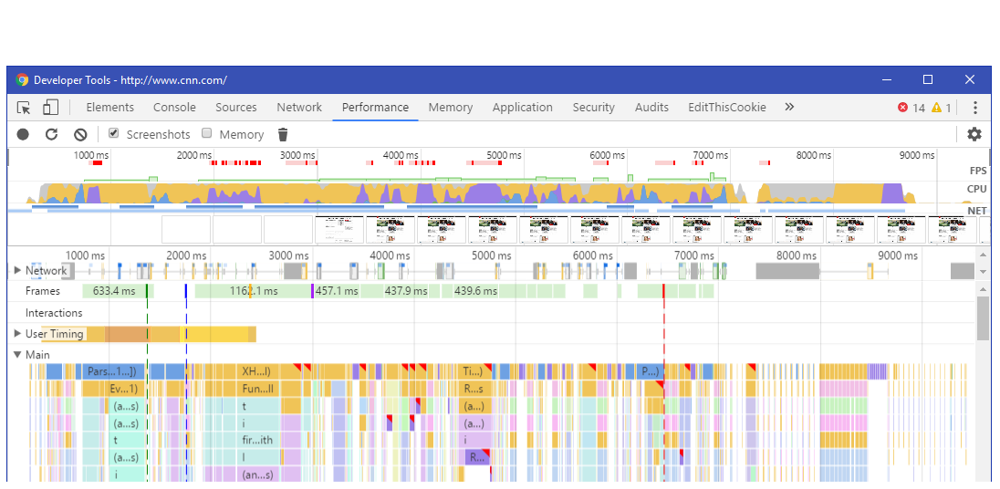 Developer Tools - http://www.cnn.com/
Elements Console Sources Network Performance Memory Application Security Audits EditThisCookie » 14 1
Screenshots Memory
1000 ms 2000 ms 3000 ms 4000 ms 5000 ms 6000 ms 7000 ms 8000 ms 9000 ms
FPS
CPU
NET
1000 ms 2000 ms 3000 ms 4000 ms 5000 ms 6000 ms 7000 ms 8000 ms 9000 ms
Network
Frames 633.4 ms 1162.1 ms 457.1 ms 437.9 ms 439.6 ms
Interactions
User Timing
Main
Pars...1...]) XH...l) Ti...) P...)
Ev...1) Fun...ll R...s
(a...s) t (a...)
(a...s) i (a...)
t fir...ith i
(a...s) l R...
i (an...s)